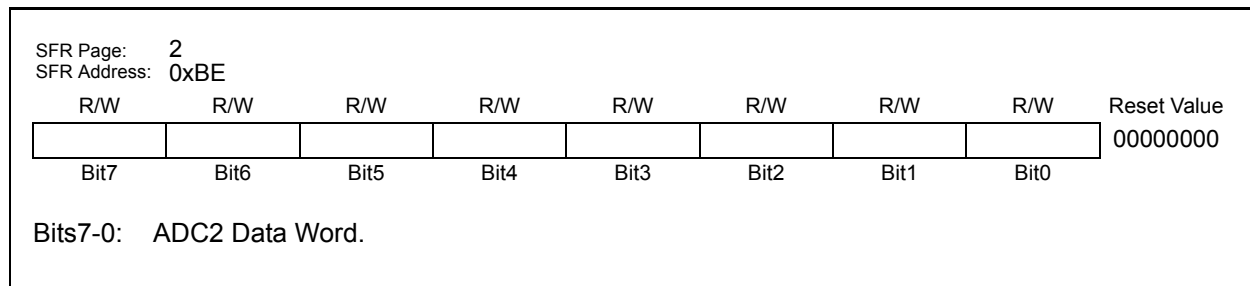 SFR Page: 2
SFR Address: 0xBE
R/W R/W R/W R/W R/W R/W R/W R/W Reset Value
00000000
Bit7 Bit6 Bit5 Bit4 Bit3 Bit2 Bit1 Bit0
Bits7-0: ADC2 Data Word.